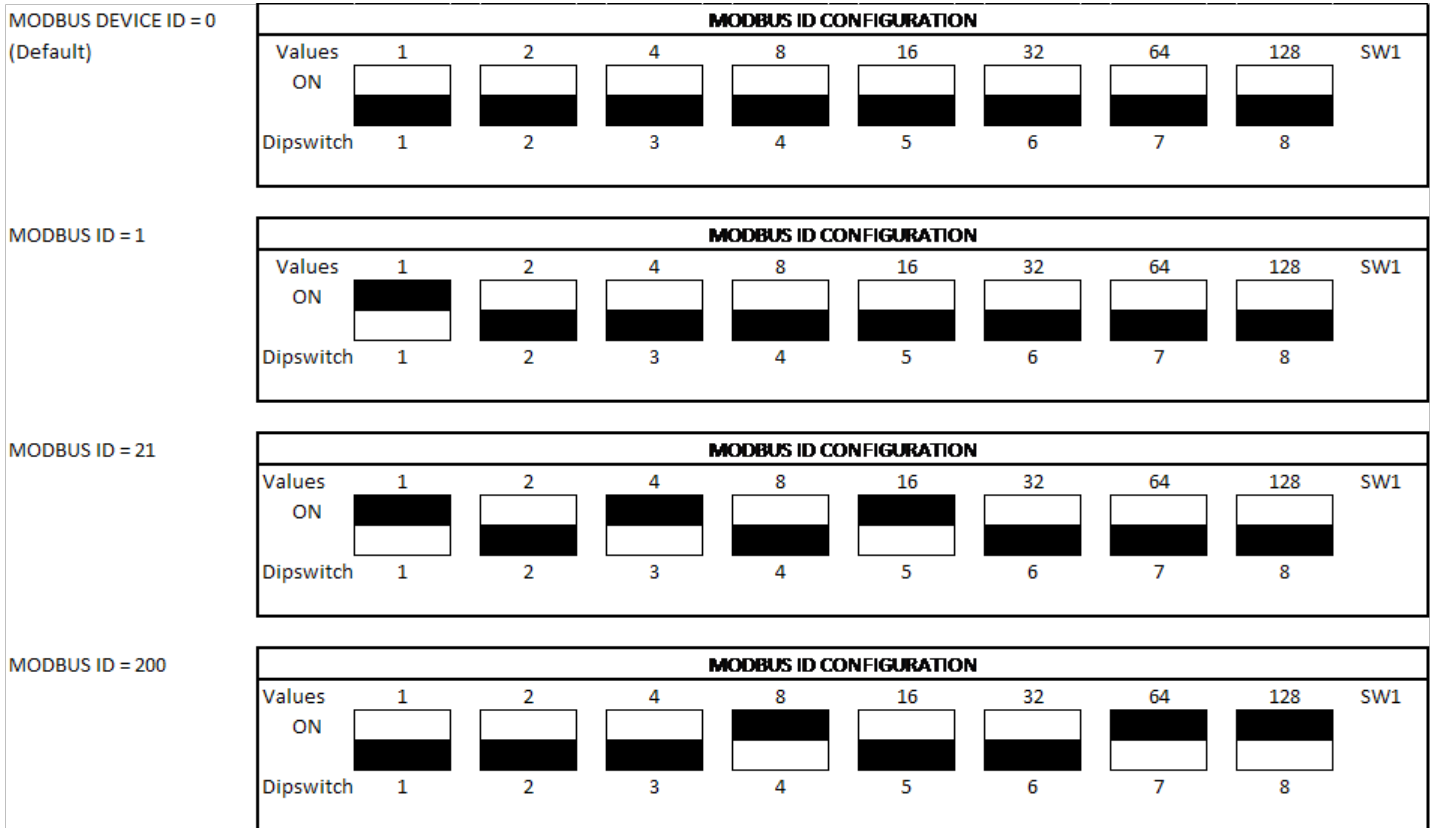 MODBUS DEVICE ID = 0 MODBUS ID CONFIGURATION
(Default) Values 1 2 4 8 16 32 64 128 SW1
ON
Dipswitch 1 2 3 4 5 6 7 8
MODBUS ID = 1 MODBUS ID CONFIGURATION
Values 1 2 4 8 16 32 64 128 SW1
ON
Dipswitch 1 2 3 4 5 6 7 8
MODBUS ID = 21 MODBUS ID CONFIGURATION
Values 1 2 4 8 16 32 64 128 SW1
ON
Dipswitch 1 2 3 4 5 6 7 8
MODBUS ID = 200 MODBUS ID CONFIGURATION
Values 1 2 4 8 16 32 64 128 SW1
ON
Dipswitch 1 2 3 4 5 6 7 8